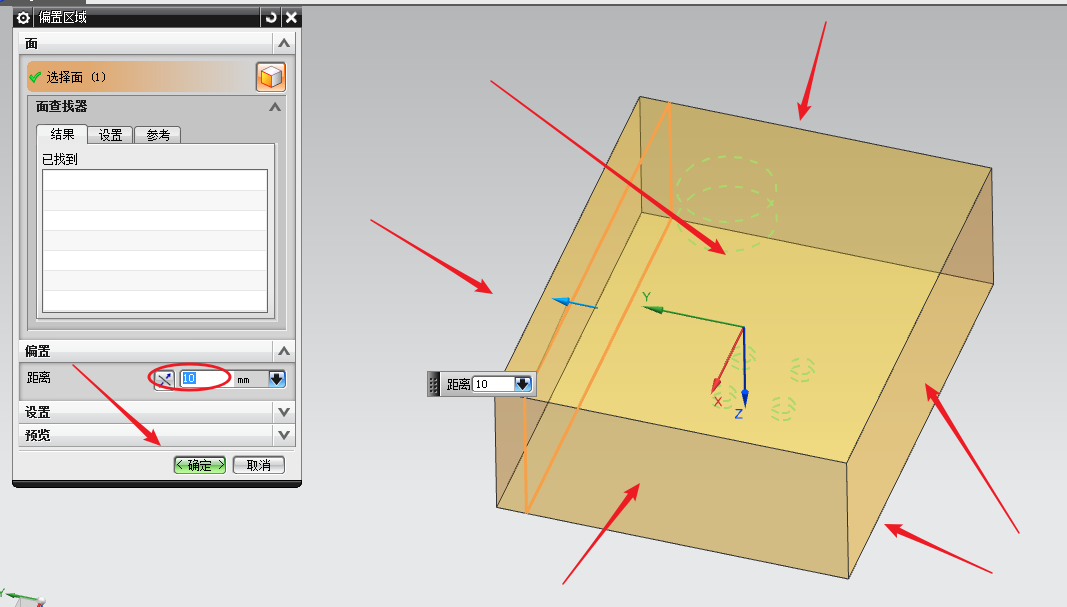 偏置区域
面
选择面 (1)
面查找器
结果 设置 参考
已找到
偏置
距离 10 mm
设置
预览
<确定> 取消
距离 10
Y
X
Z
Y